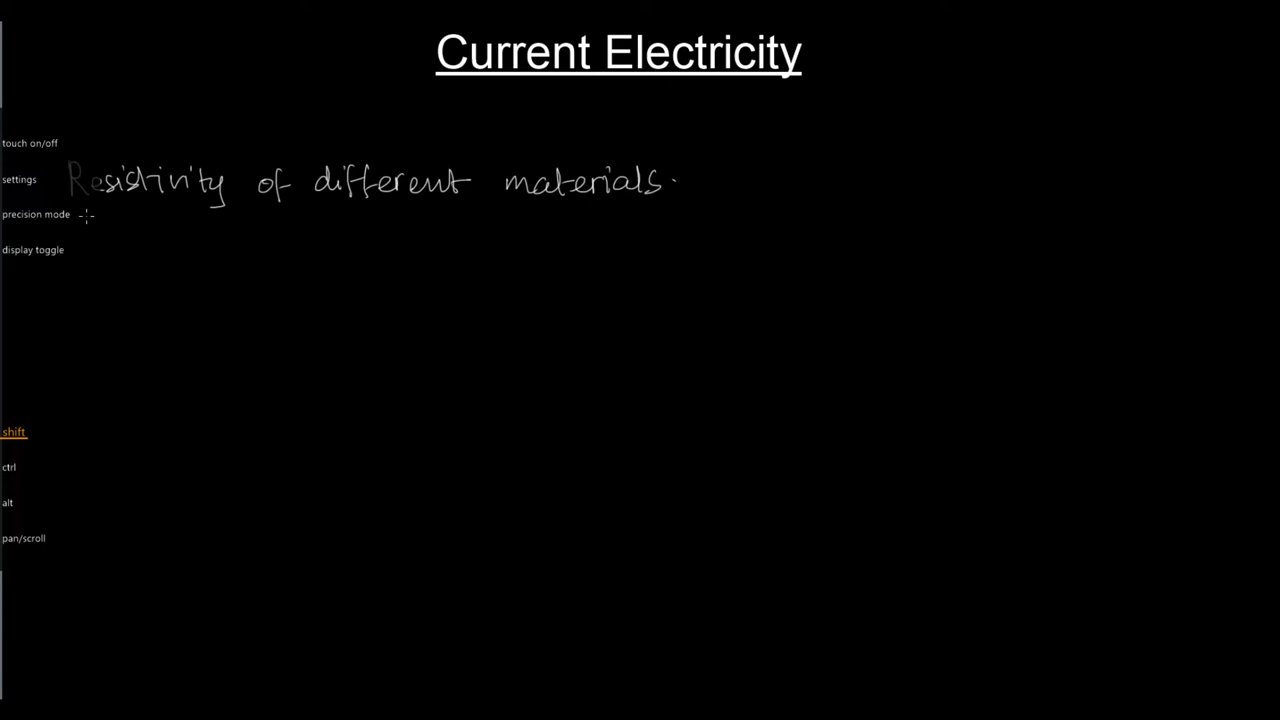 Current Electricity
touch on/off
settings
Resistivity of different materials.
precision mode
display toggle
shift
ctrl
alt
pan/scroll